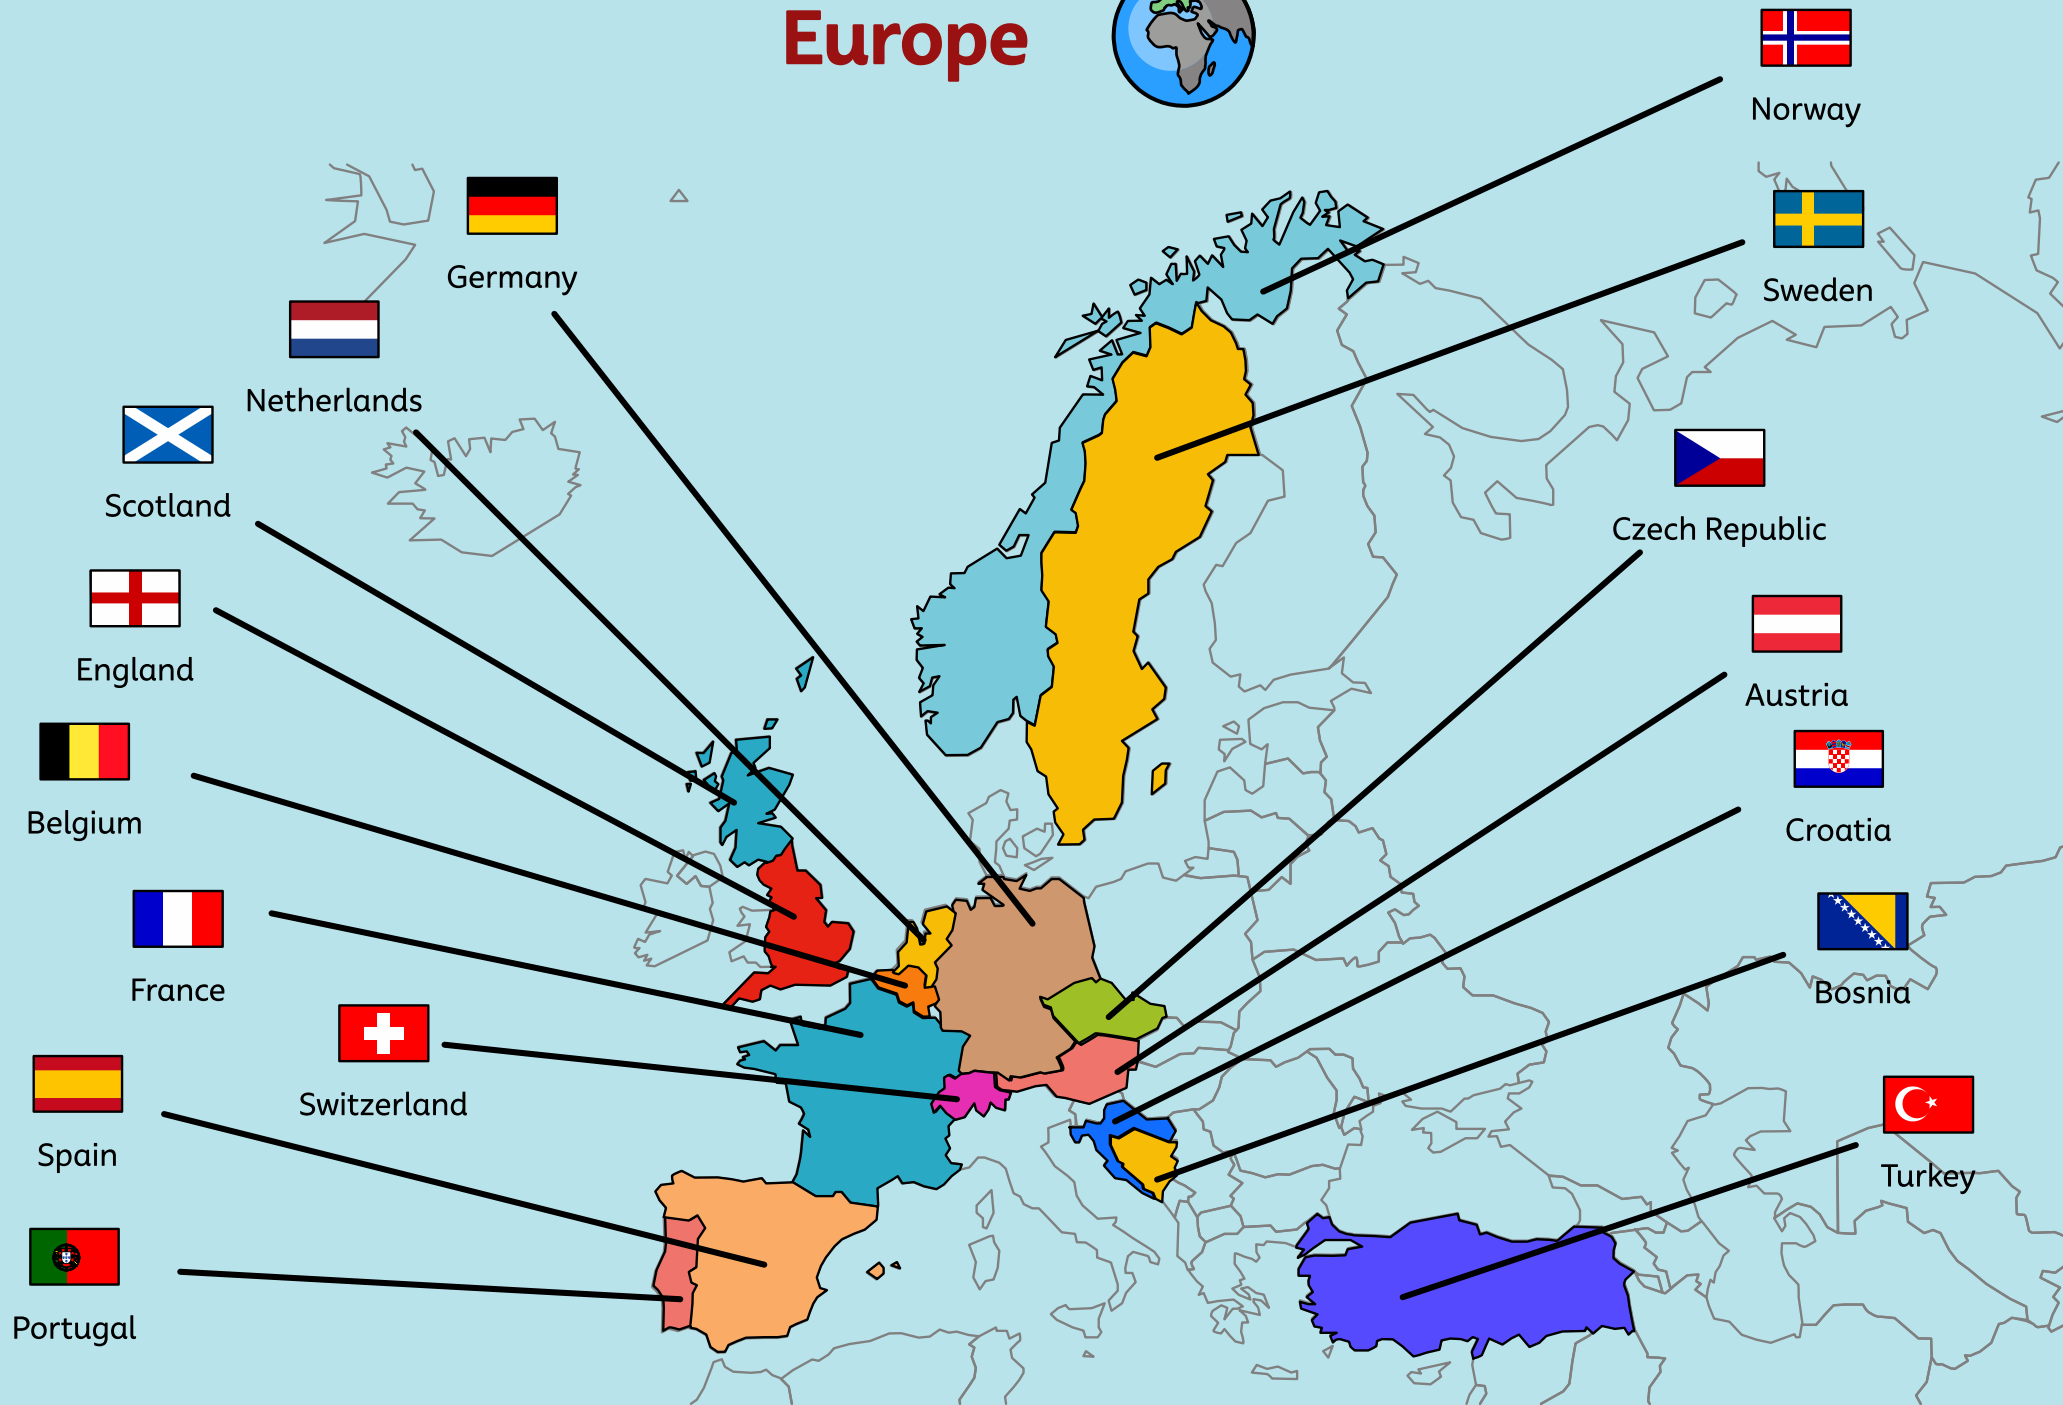 Europe
Norway
Germany
Sweden
Netherlands
Scotland
Czech Republic
England
Austria
Belgium
Croatia
France
Bosnia
Switzerland
Spain
Turkey
Portugal